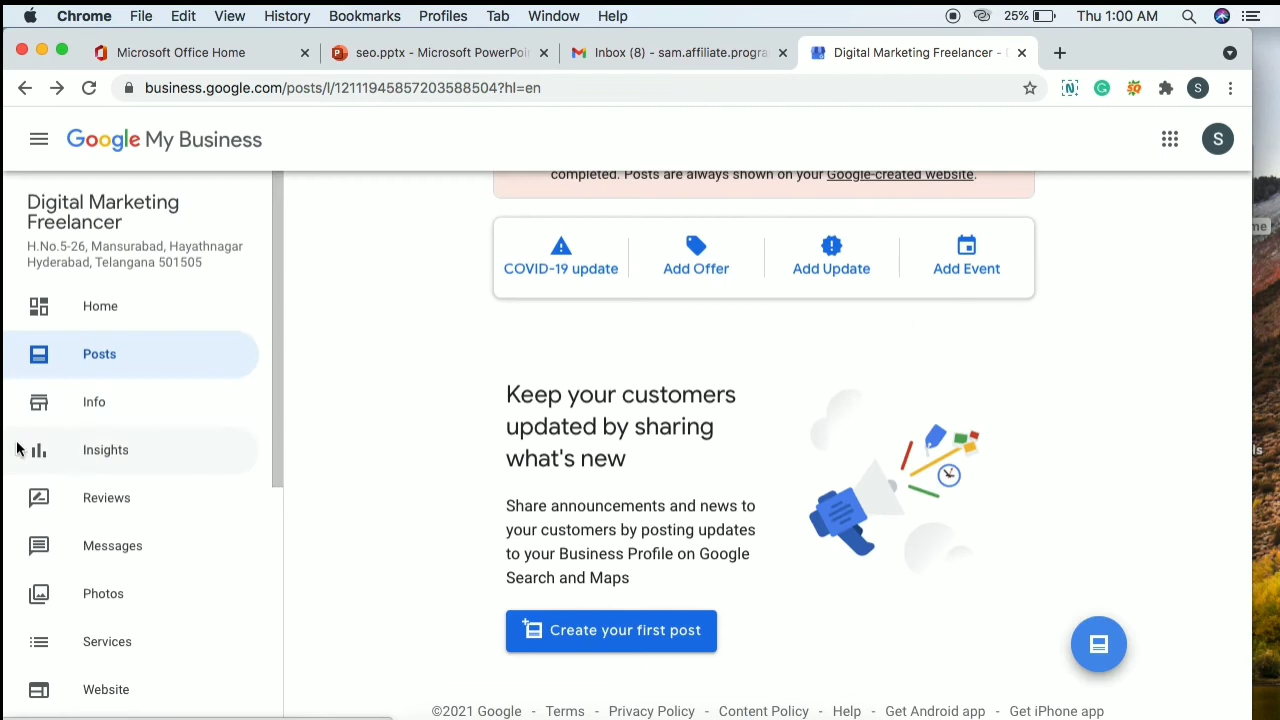 Chrome File Edit View History Bookmarks Profiles Tab Window Help 25% Thu 1:00 AM
Microsoft Office Home seo.pptx - Microsoft PowerPoi Inbox (8) - sam.affiliate.progra Digital Marketing Freelancer -
business.google.com/posts/l/12111945857203588504?hl=en S
Google My Business S
completed. Posts are always shown on your Google-created website.
Digital Marketing
Freelancer
H.No.5-26, Mansurabad, Hayathnagar
Hyderabad, Telangana 501505
COVID-19 update Add Offer Add Update Add Event
Home
Posts
Info
Insights
Reviews
Messages
Photos
Services
Website
Keep your customers
updated by sharing
what's new
Share announcements and news to
your customers by posting updates
to your Business Profile on Google
Search and Maps
Create your first post
©2021 Google - Terms - Privacy Policy - Content Policy - Help - Get Android app - Get iPhone app